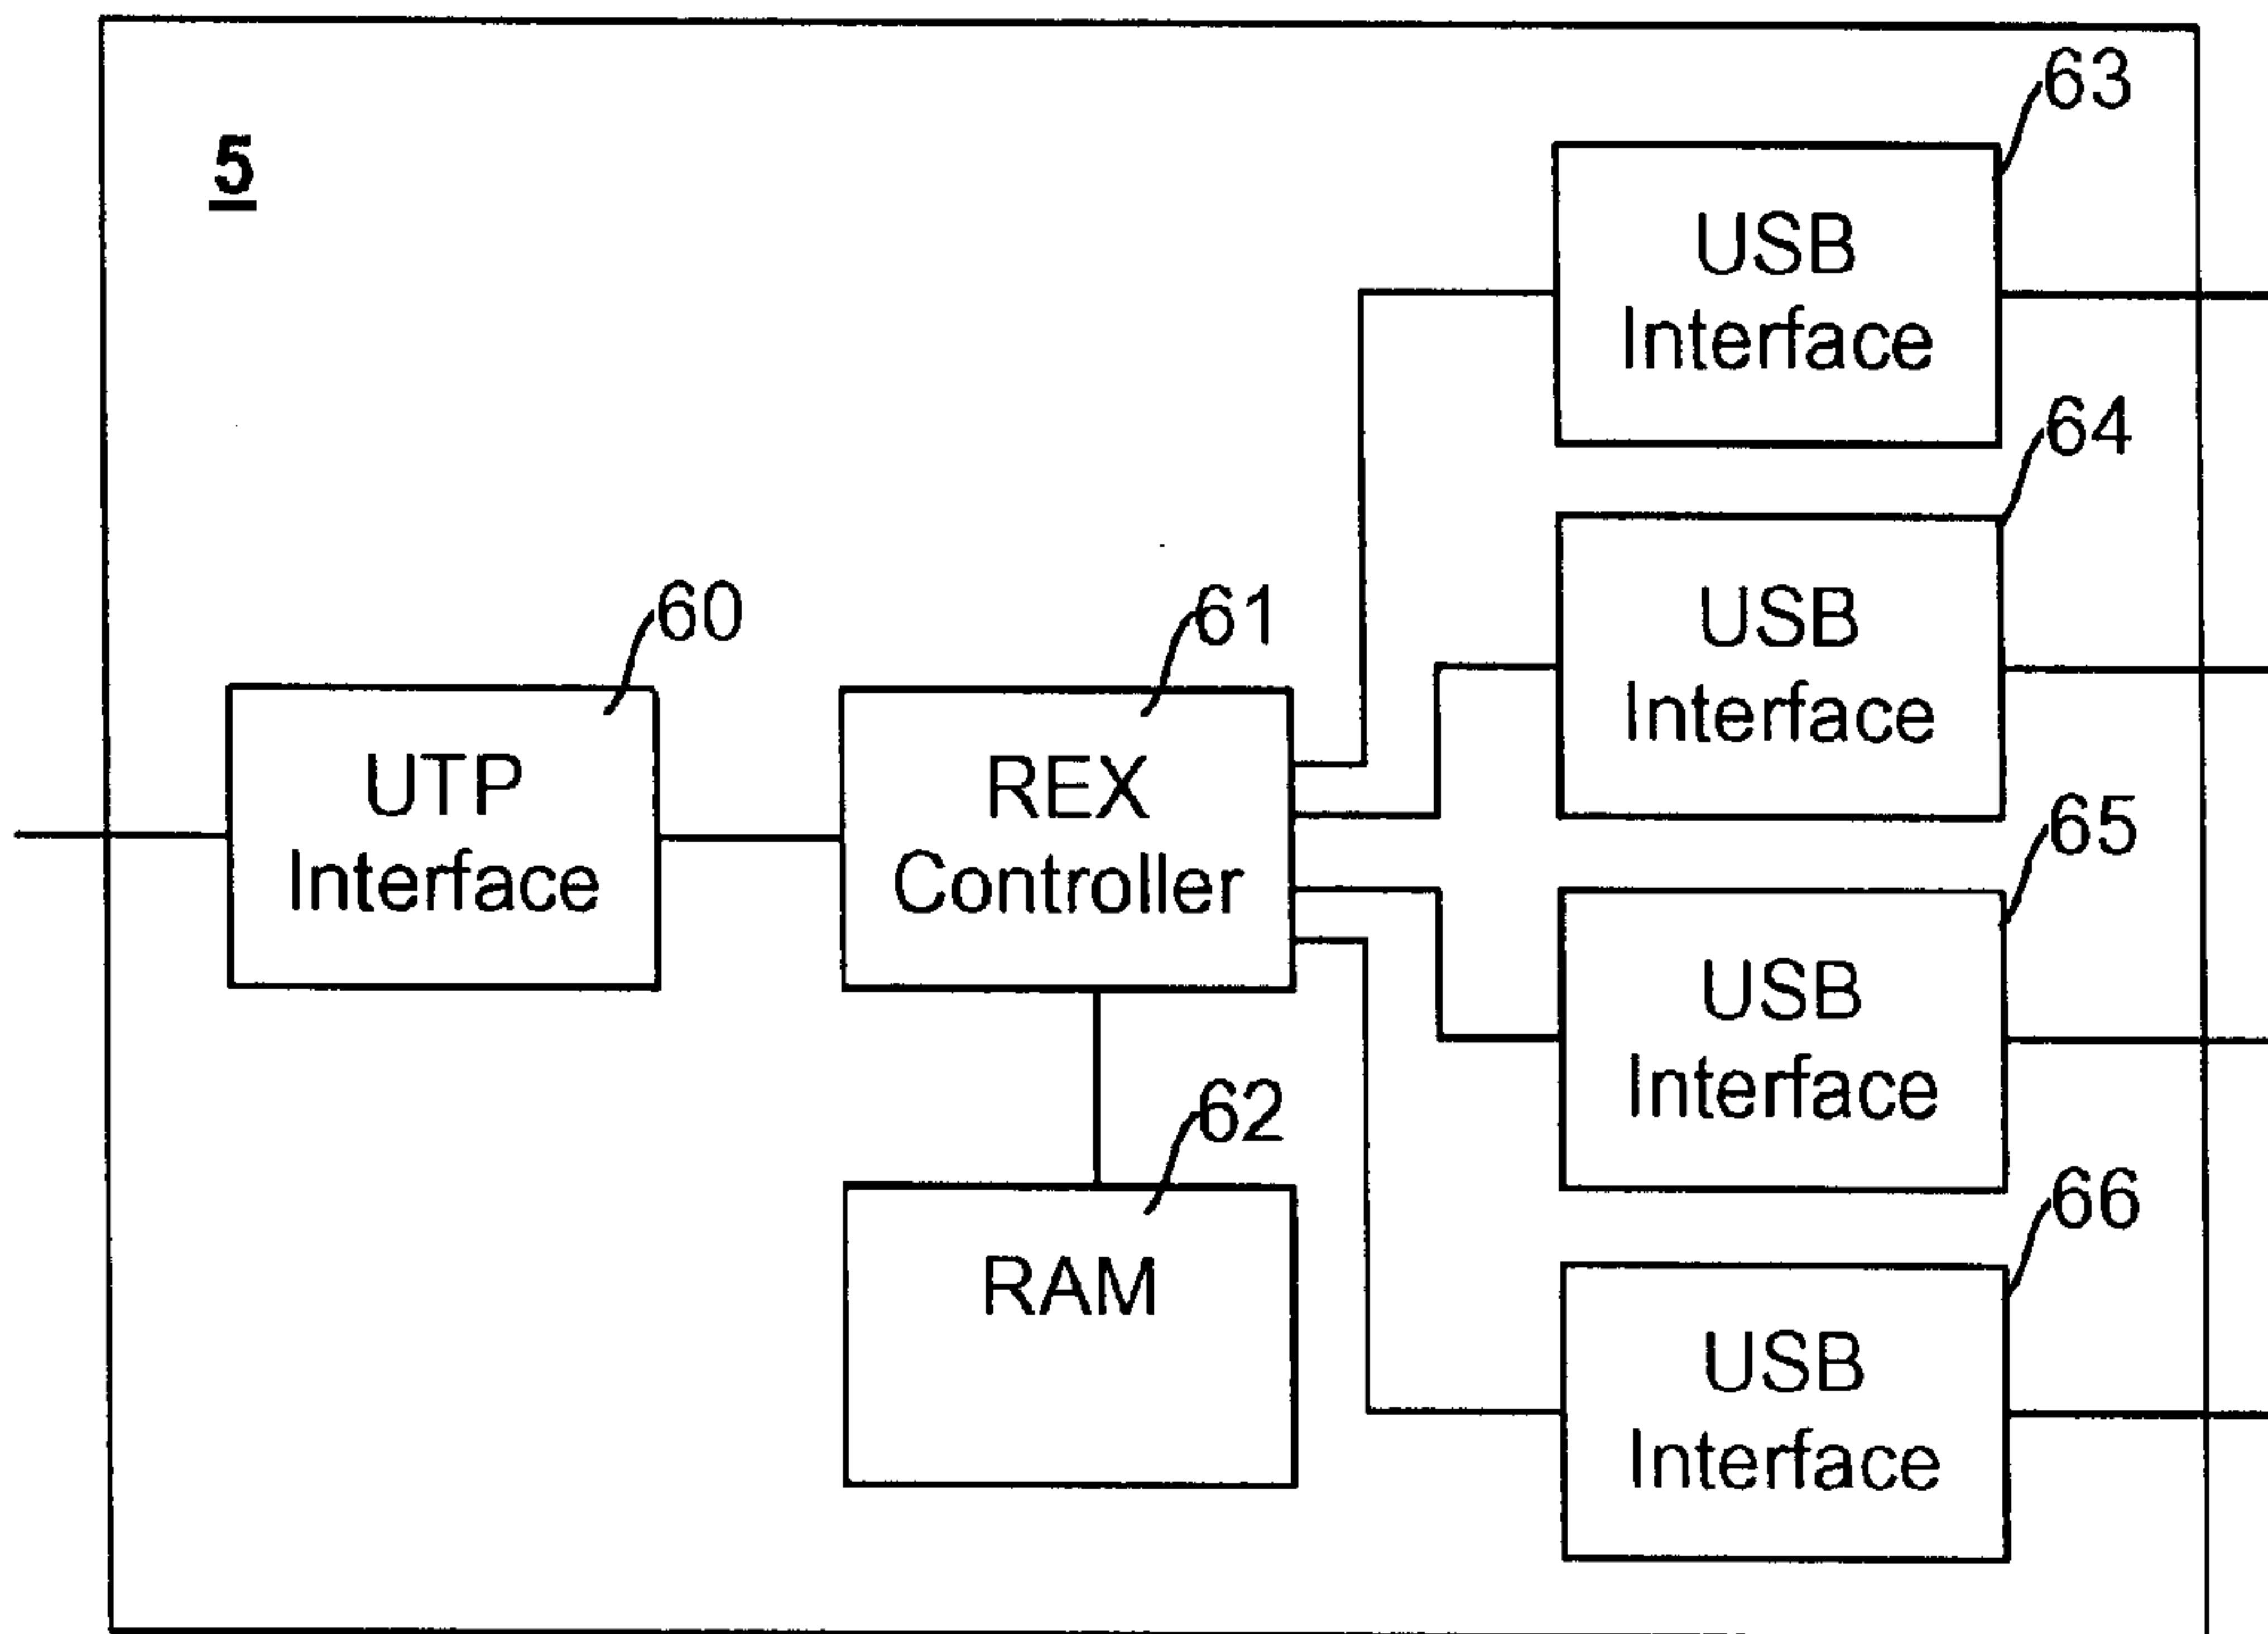 5
63
USB
Interface
64
USB
Interface
60
UTP
Interface
61
REX
Controller
65
USB
Interface
62
RAM
66
USB
Interface